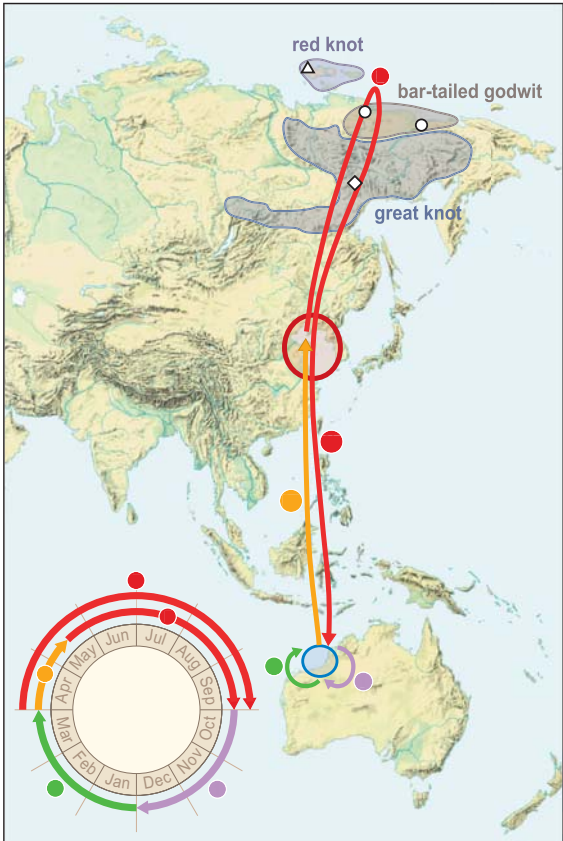 red knot
bar-tailed godwit
great knot
Jun
Jul
May
Aug
Apr
Sep
Mar
Oct
Feb
Nov
Jan
Dec